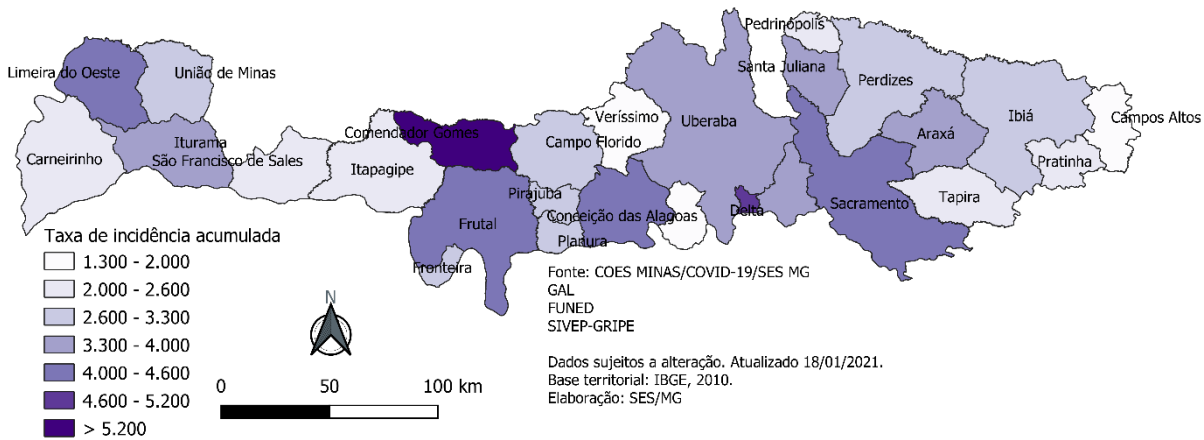 Pedrinópolis
Limeira do Oeste
União de Minas
Santa Juliana
Perdizes
Veríssimo
Ibiá
Campos Altos
Uberaba
Comendador Gomes
Araxá
Iturama
Campo Florido
Carneirinho
São Francisco de Sales
Itapagipe
Pratinha
Pirajuba
Tapira
Sacramento
Conceição das Alagoas
Delta
Frutal
Planura
Fronteira
Taxa de incidência acumulada
1.300 - 2.000
2.000 - 2.600
2.600 - 3.300
3.300 - 4.000
4.000 - 4.600
4.600 - 5.200
> 5.200
N
0 50 100 km
Fonte: COES MINAS/COVID-19/SES MG
GAL
FUNED
SIVEP-GRIPE
Dados sujeitos a alteração. Atualizado 18/01/2021.
Base territorial: IBGE, 2010.
Elaboração: SES/MG